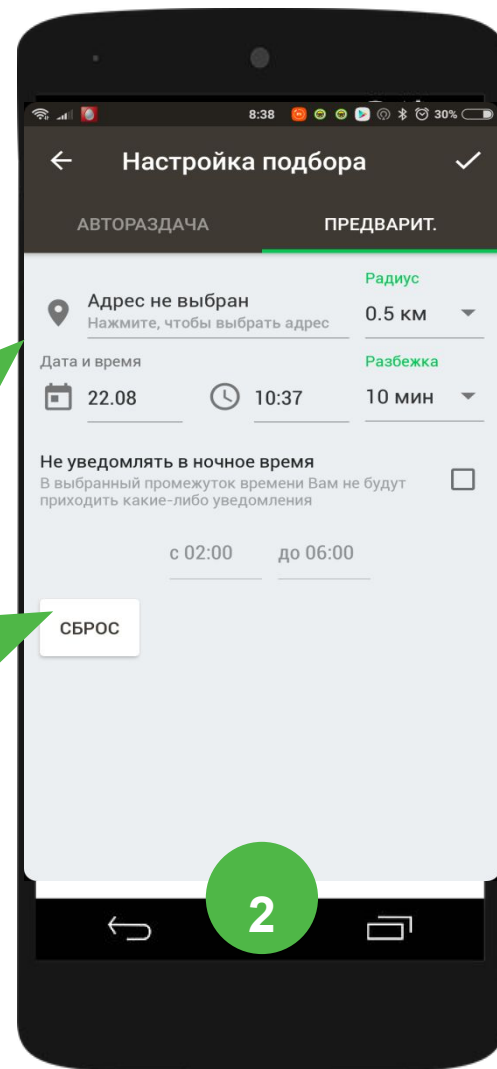 8:38 30%
Настройка подбора
АВТОРАЗДАЧА ПРЕДВАРИТ.
Адрес не выбран
Нажмите, чтобы выбрать адрес
Радиус
0.5 км
Дата и время
22.08 10:37
Разбежка
10 мин
Не уведомлять в ночное время
В выбранный промежуток времени Вам не будут
приходить какие-либо уведомления
с 02:00 до 06:00
СБРОС
2